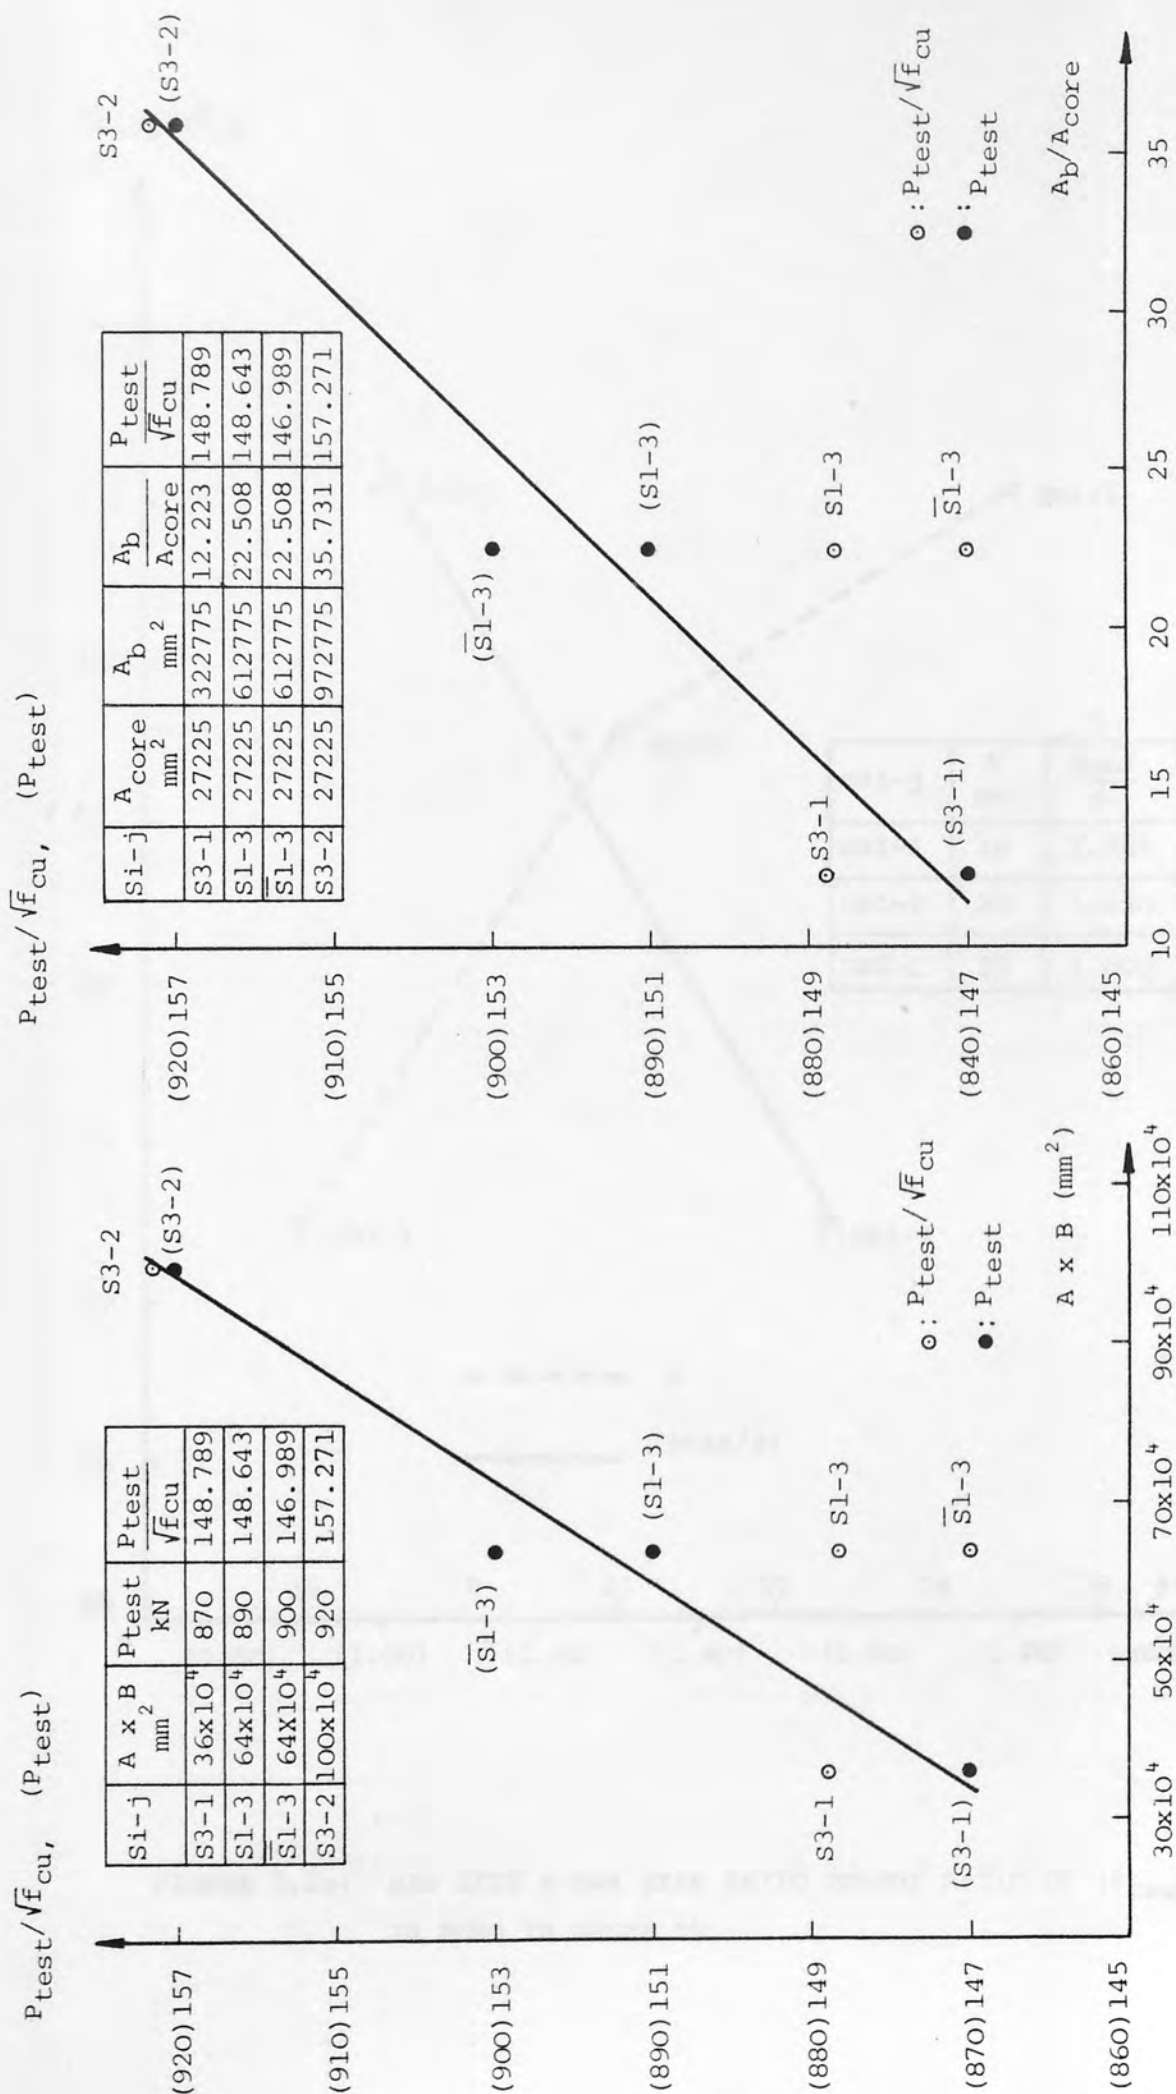 Ptest/√fcu, (Ptest)
(920)157
(910)155
(900)153
(890)151
(880)149
(870)147
(860)145
Si-j | A x B mm² | Ptest kN | Ptest √fcu
S3-1 | 36x10⁴ | 870 | 148.789
S1-3 | 64x10⁴ | 890 | 148.643
S̅1-3 | 64x10⁴ | 900 | 146.989
S3-2 | 100x10⁴ | 920 | 157.271
S3-2
(S3-2)
(S̅1-3)
(S1-3)
S3-1
S1-3
(S3-1)
S̅1-3
⊙: Ptest/√fcu
●: Ptest
A x B (mm²)
30x10⁴ 50x10⁴ 70x10⁴ 90x10⁴ 110x10⁴
Ptest/√fcu, (Ptest)
(920)157
(910)155
(900)153
(890)151
(880)149
(840)147
(860)145
Si-j | Acore mm² | Ab mm² | Ab Acore | Ptest √fcu
S3-1 | 27225 | 322775 | 12.223 | 148.789
S1-3 | 27225 | 612775 | 22.508 | 148.643
S̅1-3 | 27225 | 612775 | 22.508 | 146.989
S3-2 | 27225 | 972775 | 35.731 | 157.271
S3-2
(S3-2)
(S̅1-3)
(S1-3)
S3-1
S1-3
(S3-1)
S̅1-3
⊙: Ptest/√fcu
●: Ptest
Ab/Acore
10 15 20 25 30 35